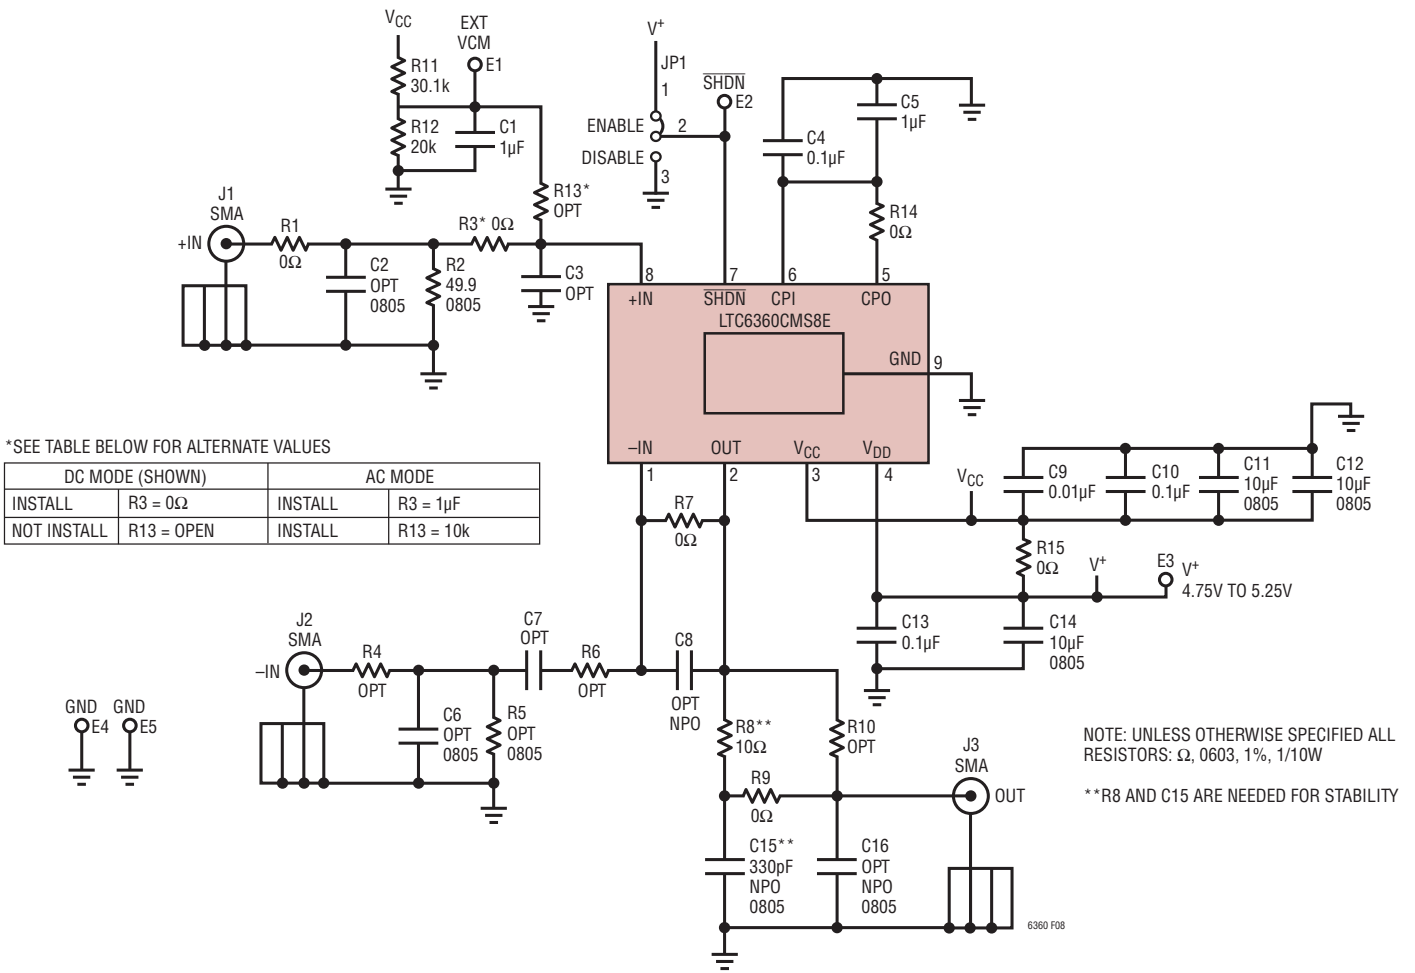 VCC
EXT
VCM
E1
R11
30.1k
R12
20k
C1
1µF
V+
JP1
1
ENABLE
2
DISABLE
3
SHDN
E2
C4
0.1µF
C5
1µF
R14
0Ω
J1
SMA
+IN
R1
0Ω
C2
OPT
0805
R2
49.9
0805
R3* 0Ω
R13*
OPT
C3
OPT
8
7
6
5
+IN
SHDN
CPI
CPO
LTC6360CMS8E
GND
9
–IN
OUT
VCC
VDD
1
2
3
4
*SEE TABLE BELOW FOR ALTERNATE VALUES
DC MODE (SHOWN) AC MODE
INSTALL R3 = 0Ω INSTALL R3 = 1µF
NOT INSTALL R13 = OPEN INSTALL R13 = 10k
R7
0Ω
VCC
C9
0.01µF
C10
0.1µF
C11
10µF
0805
C12
10µF
0805
R15
0Ω
V+
E3
V+
4.75V TO 5.25V
C13
0.1µF
C14
10µF
0805
J2
SMA
–IN
R4
OPT
C6
OPT
0805
R5
OPT
0805
C7
OPT
R6
OPT
C8
OPT
NPO
GND
E4
GND
E5
R8**
10Ω
R10
OPT
R9
0Ω
J3
SMA
OUT
C15**
330pF
NPO
0805
C16
OPT
NPO
0805
NOTE: UNLESS OTHERWISE SPECIFIED ALL
RESISTORS: Ω, 0603, 1%, 1/10W
**R8 AND C15 ARE NEEDED FOR STABILITY
6360 F08